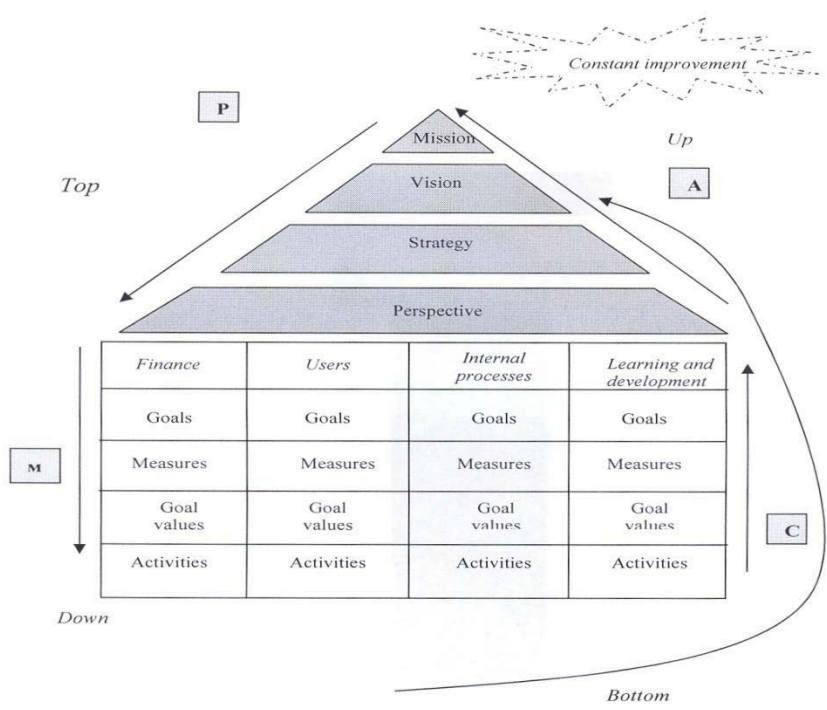 Constant improvement
P
Mission
Up
Top
Vision
A
Strategy
Perspective
Finance
Users
Internal
processes
Learning and
development
Goals
Goals
Goals
Goals
M
Measures
Measures
Measures
Measures
Goal
values
Goal
values
Goal
values
Goal
values
C
Activities
Activities
Activities
Activities
Down
Bottom